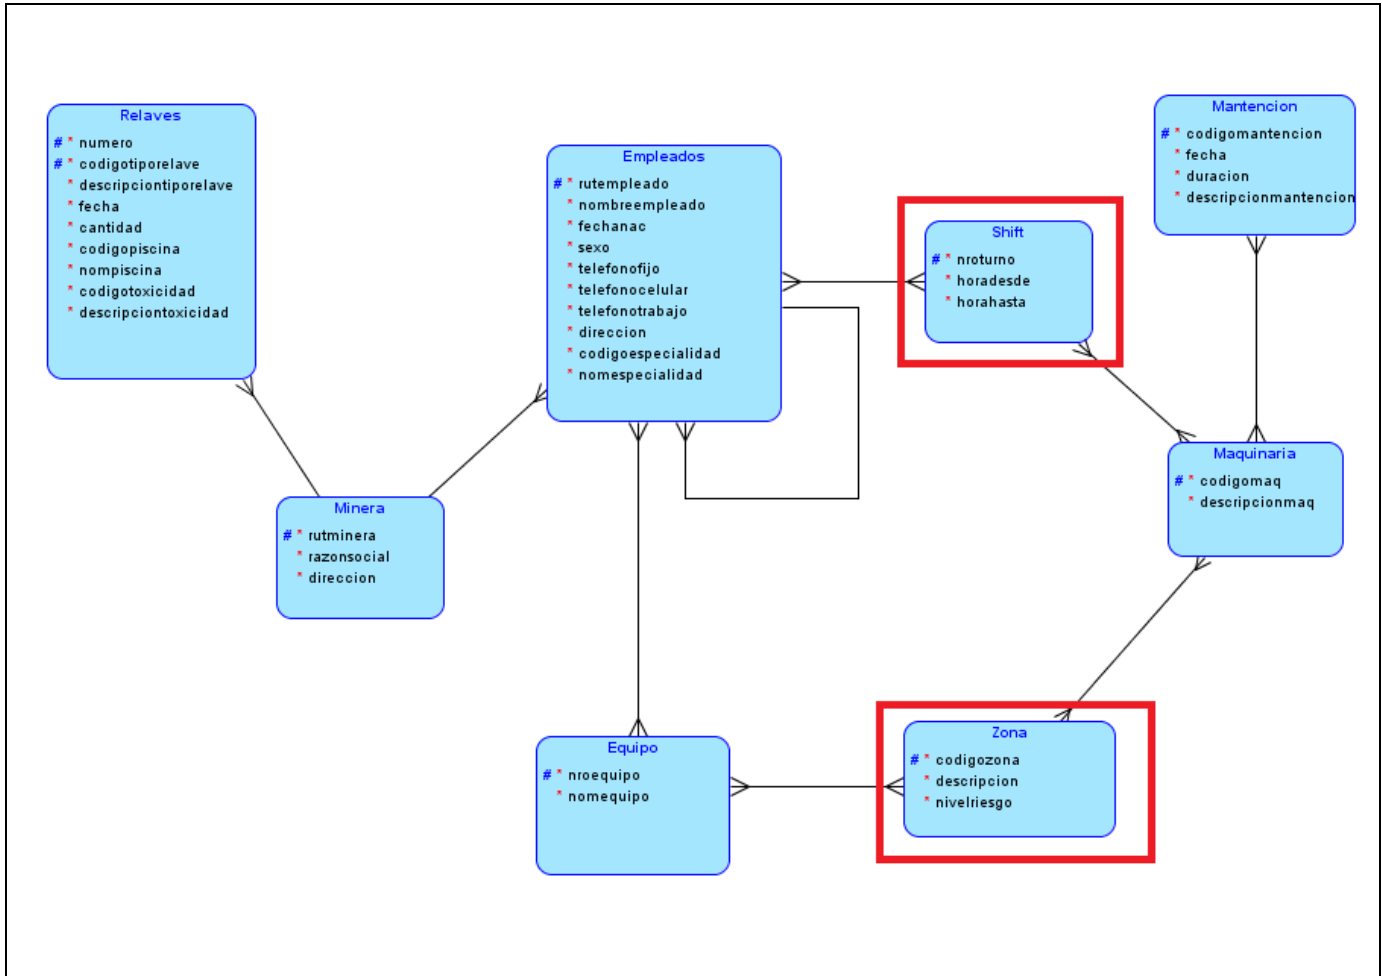 Relaves
# * numero
# * codigotiporelave
* descripciontiporelave
* fecha
* cantidad
* codigopiscina
* nompiscina
* codigotoxicidad
* descripciontoxicidad
Empleados
# * rutempleado
* nombreempleado
* fechanac
* sexo
* telefonofijo
* telefonocelular
* telefonotrabajo
* direccion
* codigoespecialidad
* nomespecialidad
Shift
# * nroturno
* horadesde
* horahasta
Mantencion
# * codigomantencion
* fecha
* duracion
* descripcionmantencion
Maquinaria
# * codigomaq
* descripcionmaq
Minera
# * rutminera
* razonsocial
* direccion
Equipo
# * nroequipo
* nomequipo
Zona
# * codigozona
* descripcion
* nivelriesgo